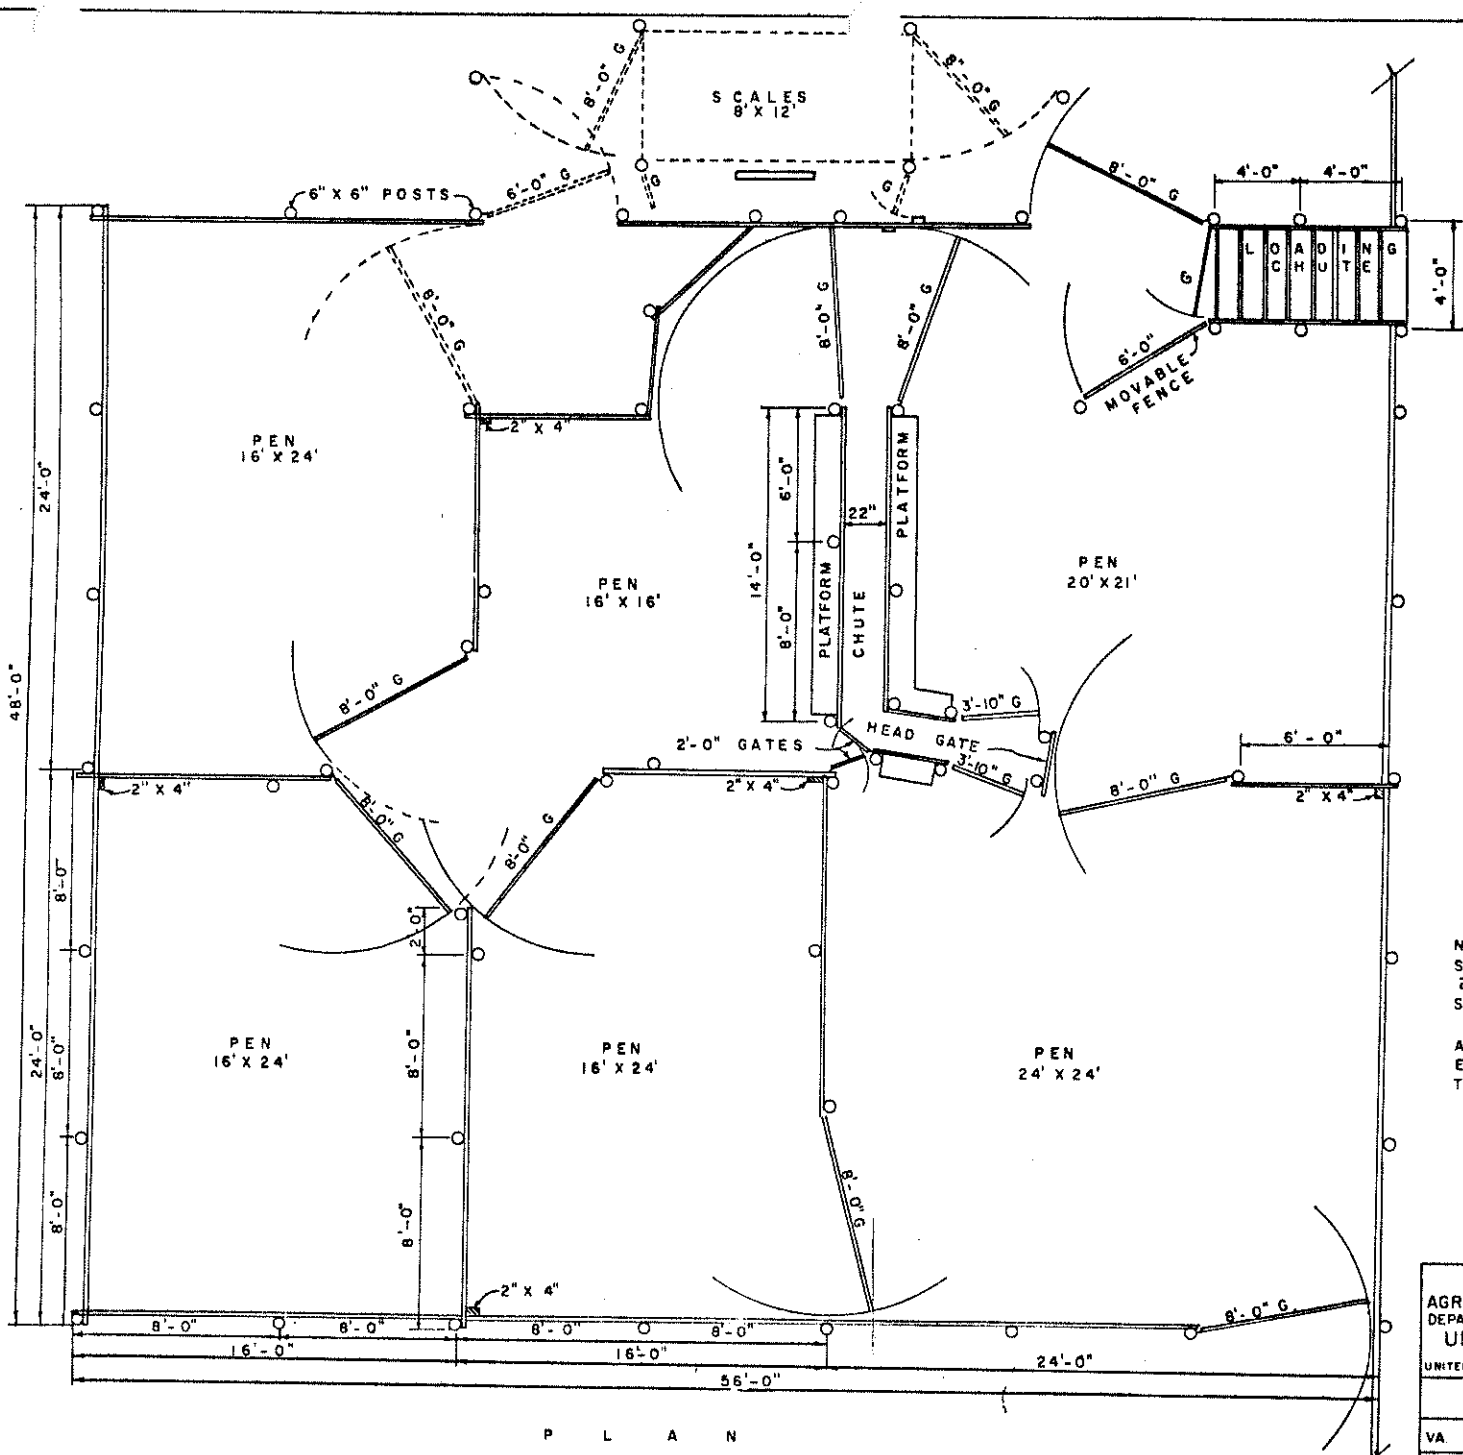 SCALES
8' X 12'
8'-0" G
8'-0" G
6'-0" G
G
G
8'-0" G
4'-0"
4'-0"
6" X 6" POSTS
LOADING
CHUTE
G
4'-0"
8'-0" G
8'-0" G
8'-0" G
6'-0"
MOVABLE
FENCE
2" X 4"
PEN
16' X 24'
24'-0"
6'-0"
22"
PLATFORM
PEN
16' X 16'
14'-0"
8'-0"
PLATFORM
CHUTE
PEN
20' X 21'
48'-0"
8'-0" G
3'-10" G
HEAD GATE
2'-0" GATES
3'-10" G
6'-0"
2" X 4"
8'-0" G
8'-0" G
2" X 4"
8'-0" G
2" X 4"
8'-0
2'-0"
PEN
16' X 24'
PEN
16' X 24'
PEN
24' X 24'
24'-0"
8'-0"
8'-0"
8'-0"
8'-0"
8'-0" G
2" X 4"
8'-0" G
8'-0"
8'-0"
8'-0"
8'-0"
16'-0"
16'-0"
24'-0"
56'-0"
PLAN
N
S
2
S
A
E
T
AGR
DEPA
U
UNITE
VA